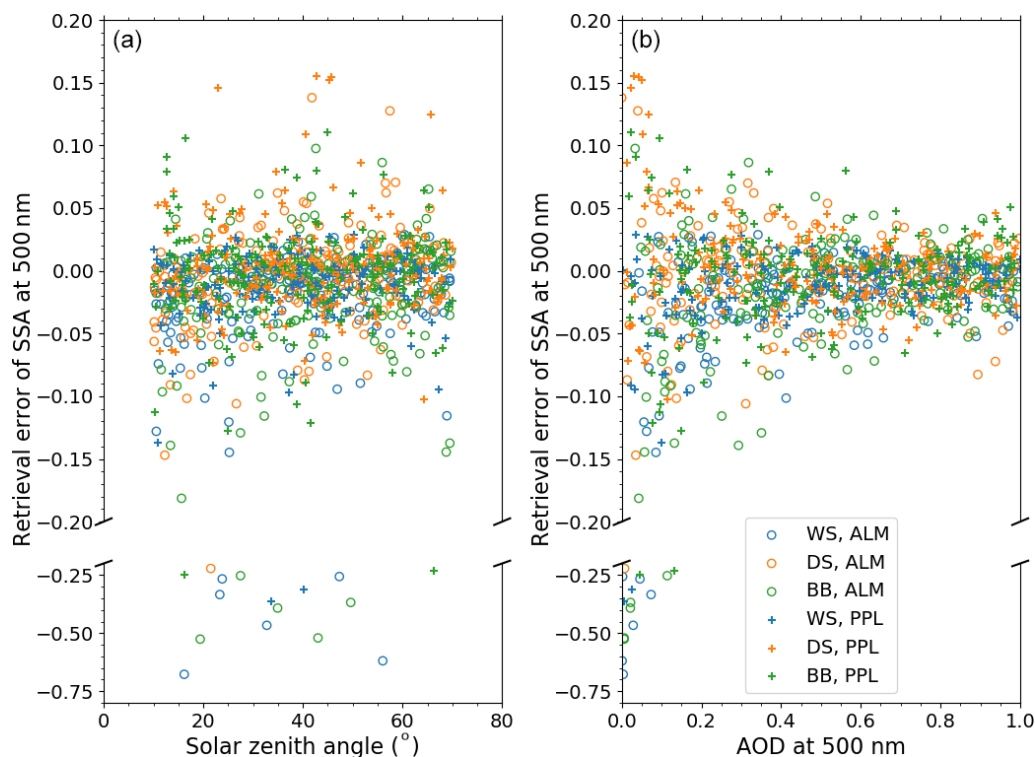 (a)
Retrieval error of SSA at 500 nm
0.20
0.15
0.10
0.05
0.00
−0.05
−0.10
−0.15
−0.20
−0.25
−0.50
−0.75
0
20
40
60
80
Solar zenith angle (°)
(b)
Retrieval error of SSA at 500 nm
0.20
0.15
0.10
0.05
0.00
−0.05
−0.10
−0.15
−0.20
−0.25
−0.50
−0.75
WS, ALM
DS, ALM
BB, ALM
WS, PPL
DS, PPL
BB, PPL
0.0
0.2
0.4
0.6
0.8
1.0
AOD at 500 nm